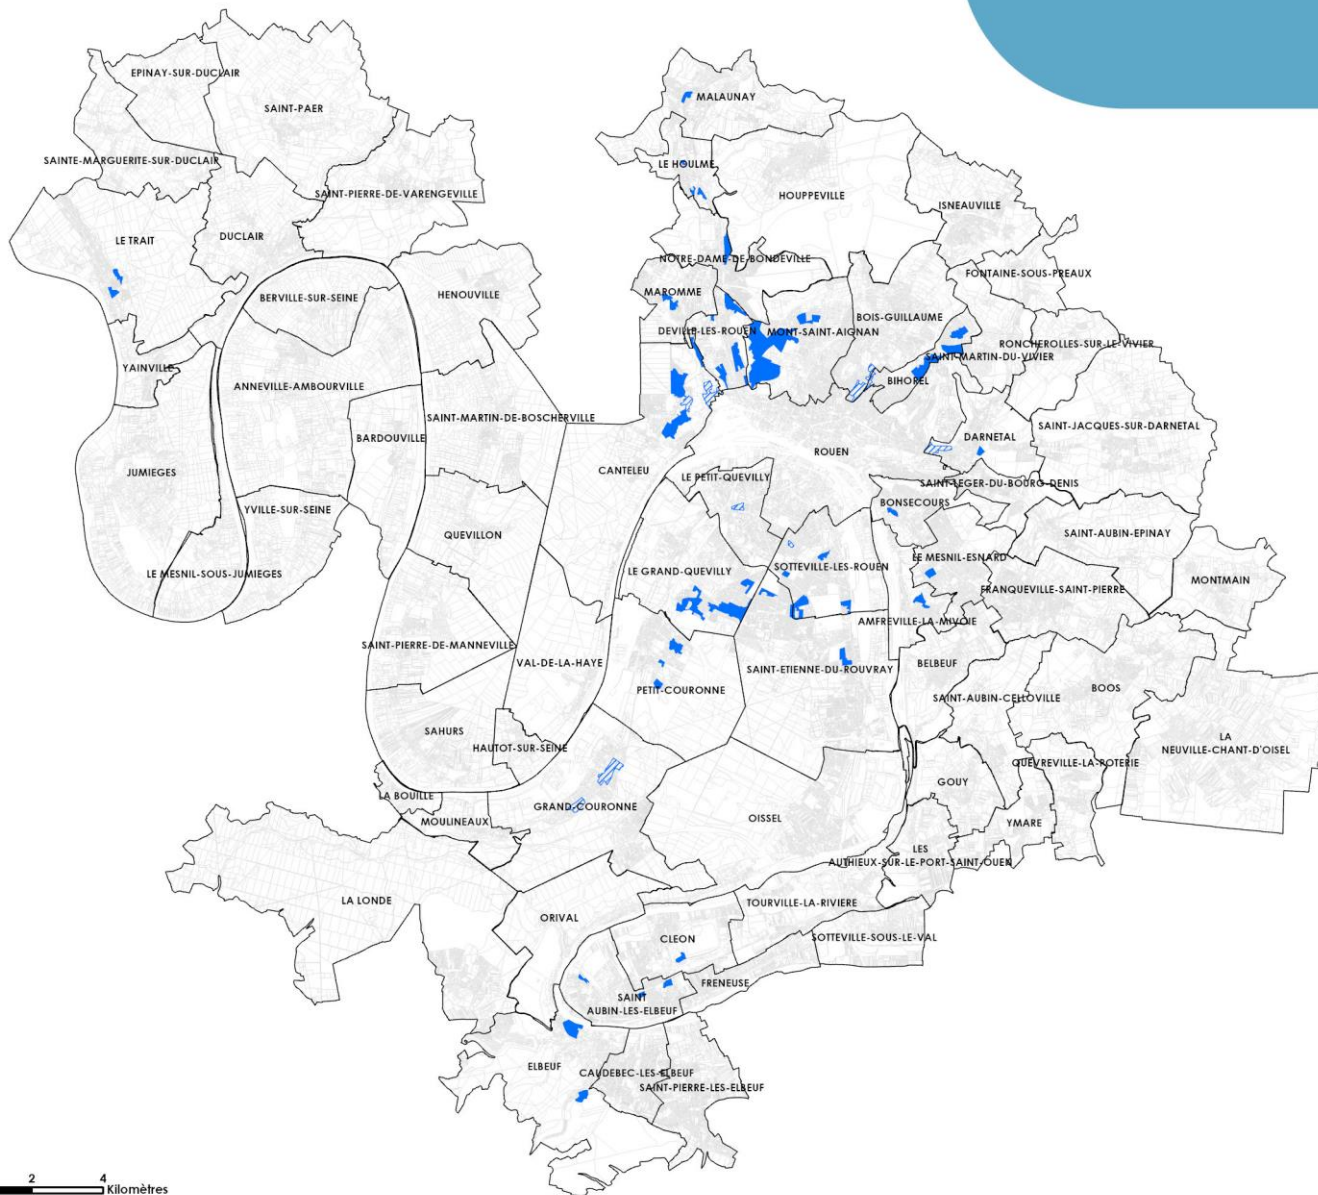 EPINAY-SUR-DUCLAIR
MALAUNAY
SAINT-PAER
SAINTE-MARGUERITE-SUR-DUCLAIR
LE HOULME
SAINT-PIERRE-DE-VARENGEVILLE
HOUPPEVILLE
ISNEAUVILLE
LE TRAIT
DUCLAIR
NOTRE-DAME-DE-BONDEVILLE
FONTAINE-SOUS-PREAUX
BERVILLE-SUR-SEINE
HENOUVILLE
MAROMME
BOIS-GUILLAUME
DEVILLE-LES-ROUEN
MONT-SAINT-AIGNAN
RONCHEROLLES-SUR-LE-VIVIER
SAINT-MARTIN-DU-VIVIER
YAINVILLE
ANNEVILLE-AMBOURVILLE
BIHOREL
SAINT-MARTIN-DE-BOSCHERVILLE
SAINT-JACQUES-SUR-DARNETAL
BARDOUVILLE
DARNETAL
ROUEN
JUMIEGES
CANTELEU
LE PETIT-QUEVILLY
SAINT-LEGER-DU-BOURG-DENIS
BONSECOURS
YVILLE-SUR-SEINE
QUEVILLON
SAINT-AUBIN-EPINAY
LE MESNIL-ESNARD
SOTTEVILLE-LES-ROUEN
LE GRAND-QUEVILLY
LE MESNIL-SOUS-JUMIEGES
MONTMAIN
FRANQUEVILLE-SAINT-PIERRE
AMFREVILLE-LA-MIVOIE
SAINT-PIERRE-DE-MANNEVILLE
VAL-DE-LA-HAYE
BELBEUF
SAINT-ETIENNE-DU-ROUVRAY
PETIT-COURONNE
BOOS
SAINT-AUBIN-CELLOVILLE
SAHURS
LA
NEUVILLE-CHANT-D'OISEL
HAUTOT-SUR-SEINE
QUEVREVILLE-LA-POTERIE
GOUY
LA BOUILLE
GRAND-COURONNE
MOULINEAUX
OISSEL
YMARE
LES
AUTHIEUX-SUR-LE-PORT-SAINT-OUEN
LA LONDE
TOURVILLE-LA-RIVIERE
ORIVAL
CLEON
SOTTEVILLE-SOUS-LE-VAL
FRENEUSE
SAINT
AUBIN-LES-ELBEUF
ELBEUF
CAUDEBEC-LES-ELBEUF
SAINT-PIERRE-LES-ELBEUF
2 4
Kilomètres